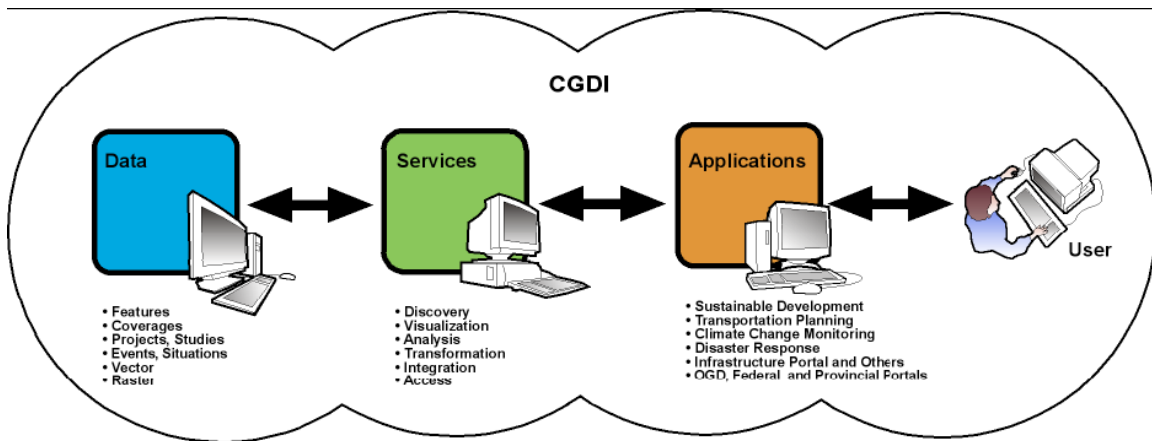 CGDI
Data
• Features
• Coverages
• Projects, Studies
• Events, Situations
• Vector
• Raster
Services
• Discovery
• Visualization
• Analysis
• Transformation
• Integration
• Access
Applications
• Sustainable Development
• Transportation Planning
• Climate Change Monitoring
• Disaster Response
• Infrastructure Portal and Others
• OGD, Federal, and Provincial Portals
User